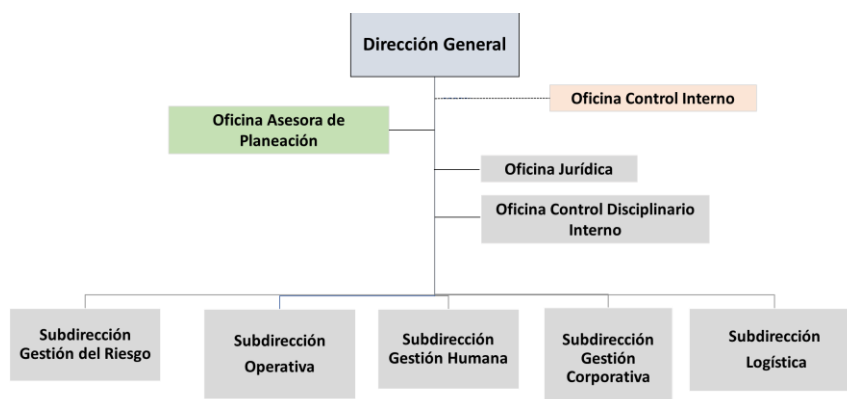 Dirección General
Oficina Control Interno
Oficina Asesora de
Planeación
Oficina Jurídica
Oficina Control Disciplinario
Interno
Subdirección
Gestión del Riesgo
Subdirección
Operativa
Subdirección
Gestión Humana
Subdirección
Gestión
Corporativa
Subdirección
Logística